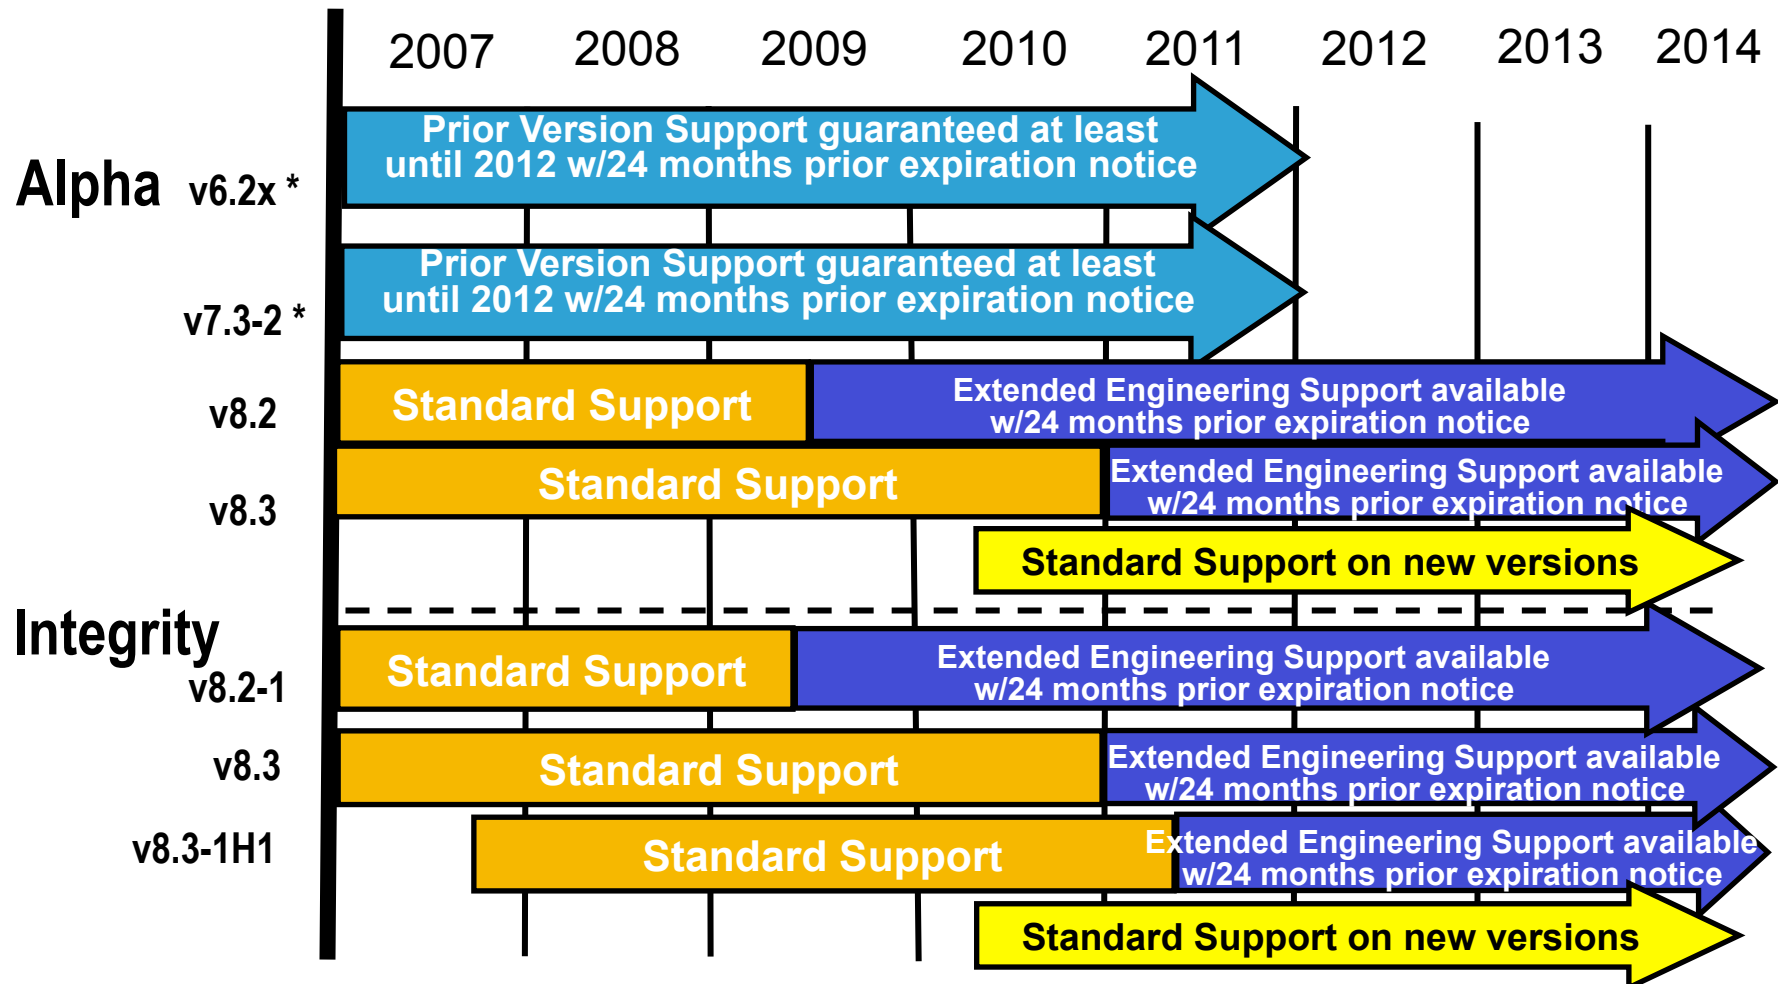 2007 2008 2009 2010 2011 2012 2013 2014
Prior Version Support guaranteed at least
until 2012 w/24 months prior expiration notice
Alpha v6.2x *
Prior Version Support guaranteed at least
until 2012 w/24 months prior expiration notice
v7.3-2 *
v8.2
Standard Support
Extended Engineering Support available
w/24 months prior expiration notice
v8.3
Standard Support
Extended Engineering Support available
w/24 months prior expiration notice
Standard Support on new versions
Integrity
v8.2-1
Standard Support
Extended Engineering Support available
w/24 months prior expiration notice
v8.3
Standard Support
Extended Engineering Support available
w/24 months prior expiration notice
v8.3-1H1
Standard Support
Extended Engineering Support available
w/24 months prior expiration notice
Standard Support on new versions